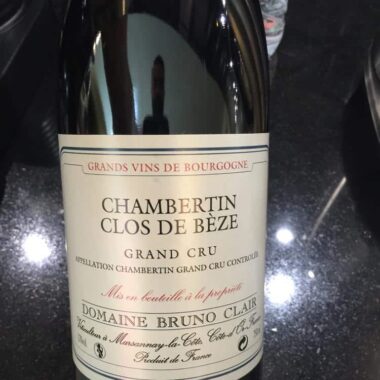 GRANDS VINS DE BOURGOGNE
CHAMBERTIN
CLOS DE BÈZE
GRAND CRU
APPELLATION CHAMBERTIN GRAND CRU CONTROLÉE
Mis en bouteille à la propriété
DOMAINE BRUNO CLAIR
Viticulteur à Marsannay-la Côte, Côte-d'Or, France
Produit de France